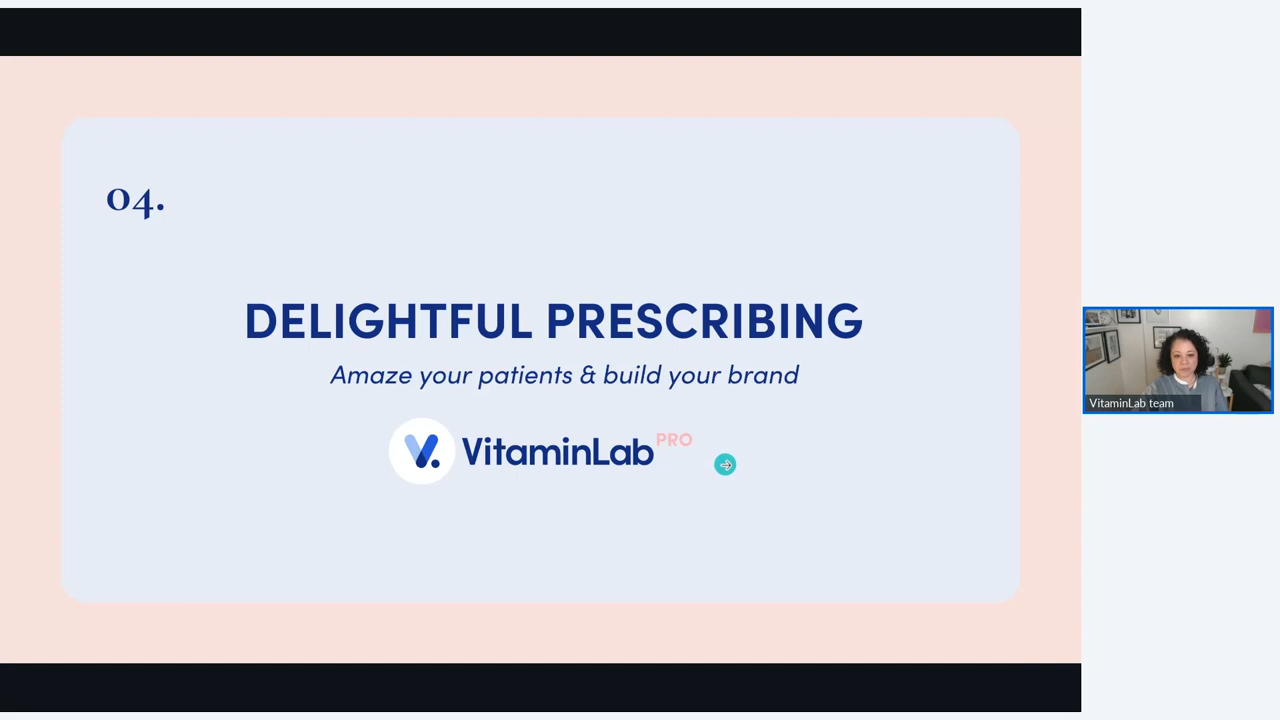 04.
DELIGHTFUL PRESCRIBING
Amaze your patients & build your brand
V. VitaminLab PRO
VitaminLab team